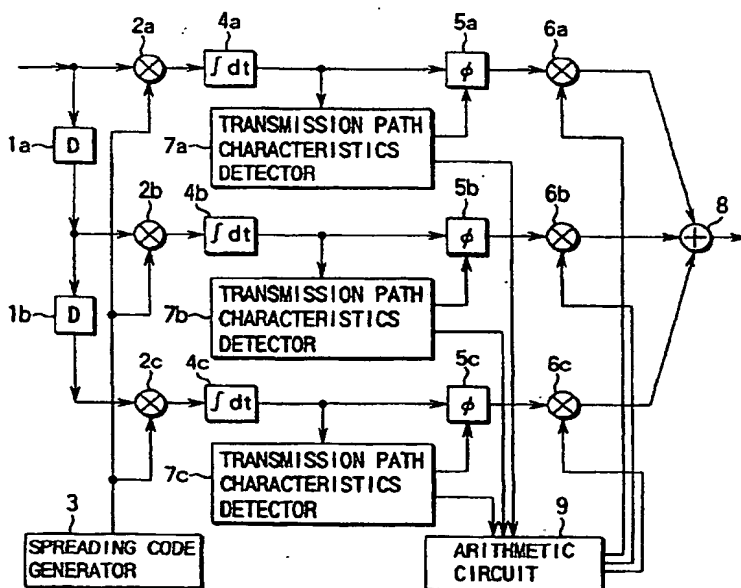 2a
4a
5a
6a
∫dt
φ
1a
D
7a
TRANSMISSION PATH
CHARACTERISTICS
DETECTOR
2b
4b
5b
6b
8
∫dt
φ
1b
D
7b
TRANSMISSION PATH
CHARACTERISTICS
DETECTOR
2c
4c
5c
6c
∫dt
φ
7c
TRANSMISSION PATH
CHARACTERISTICS
DETECTOR
3
SPREADING CODE
GENERATOR
9
ARITHMETIC
CIRCUIT